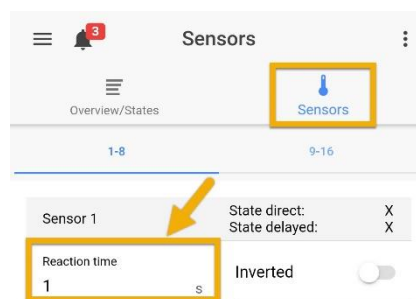 3
Sensors
Overview/States
Sensors
1-8
9-16
Sensor 1
State direct: X
State delayed: X
Reaction time
1 s
Inverted